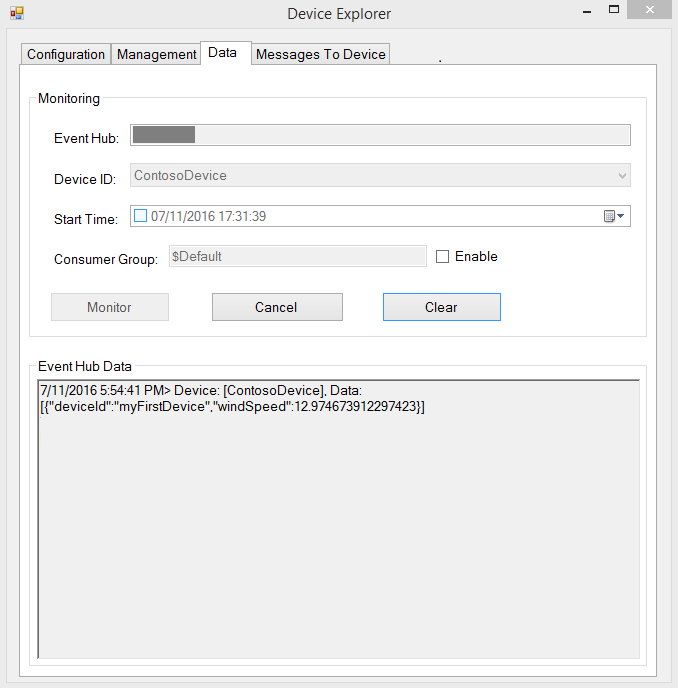 Device Explorer
Configuration Management Data Messages To Device
Monitoring
Event Hub:
Device ID: ContosoDevice
Start Time: 07/11/2016 17:31:39
Consumer Group: $Default Enable
Monitor Cancel Clear
Event Hub Data
7/11/2016 5:54:41 PM> Device: [ContosoDevice], Data:
[{"deviceId":"myFirstDevice","windSpeed":12.974673912297423}]